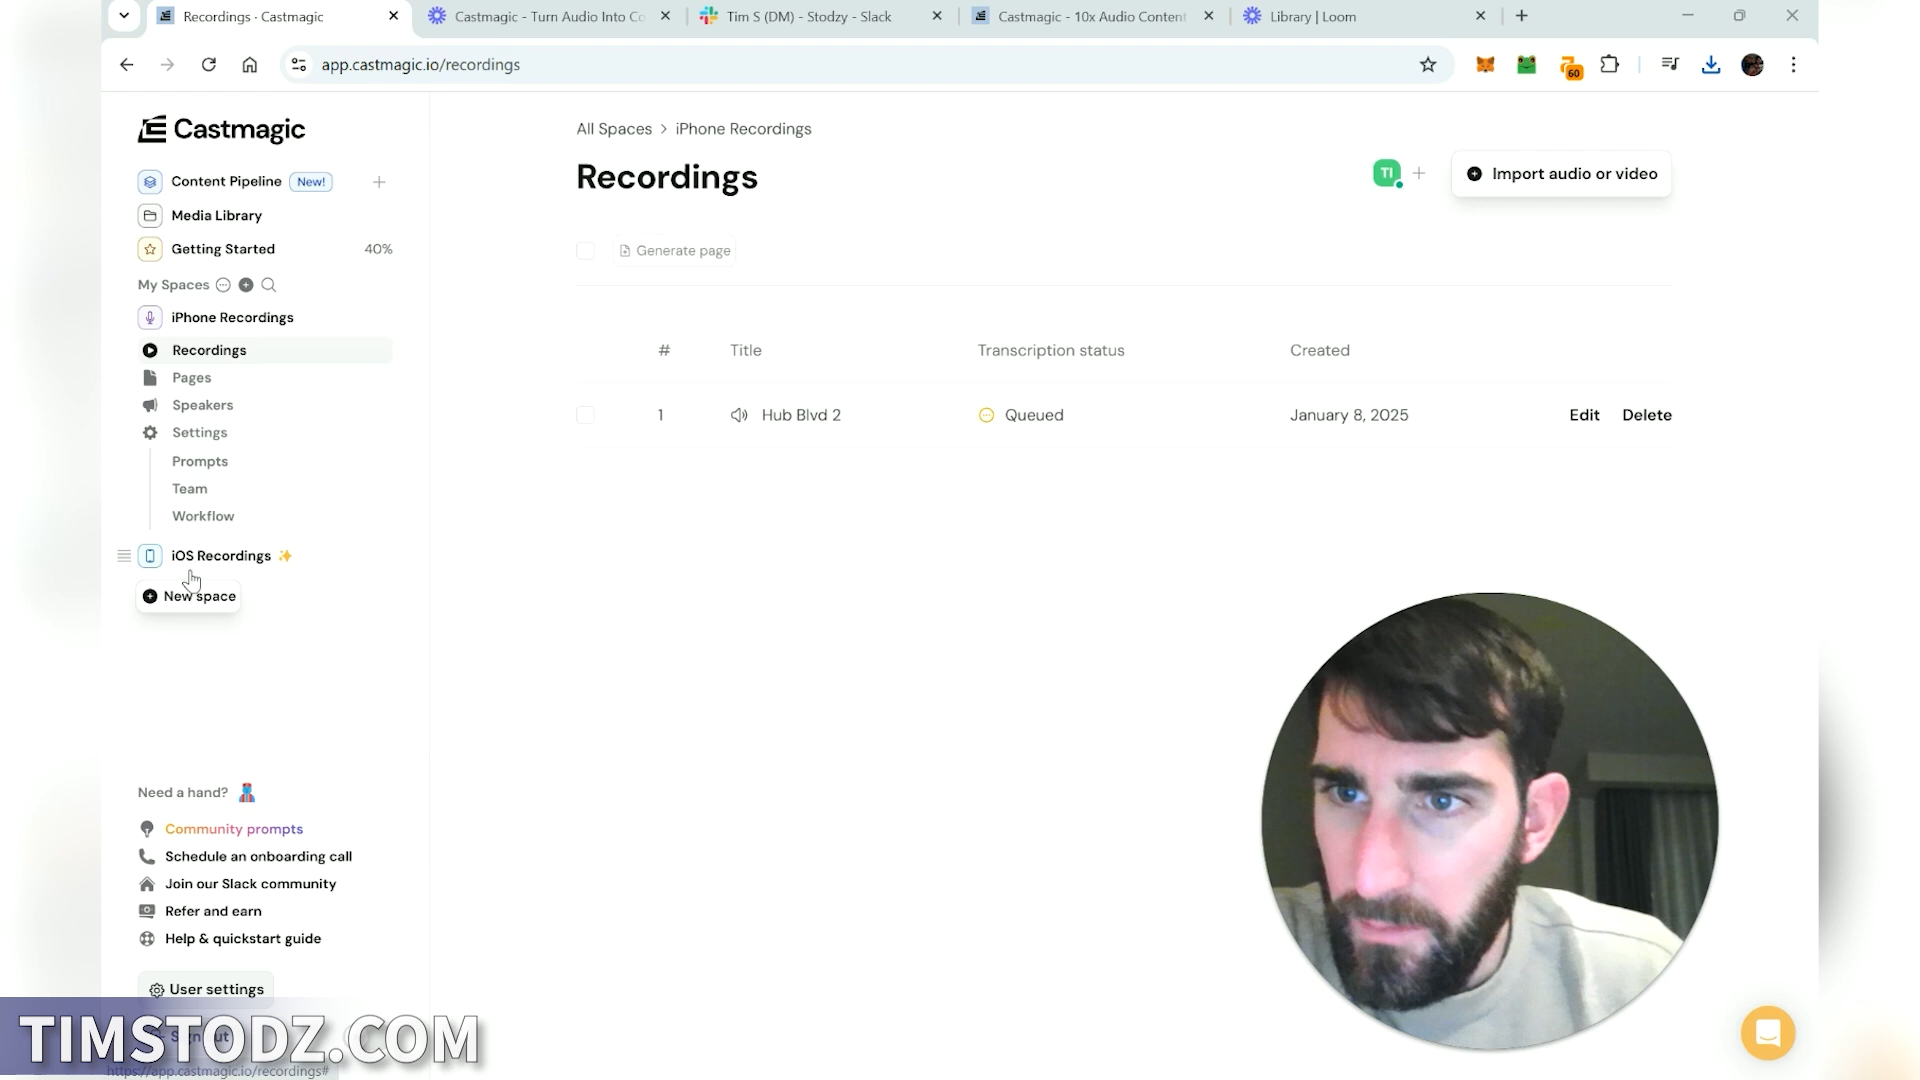 Recordings · Castmagic
Castmagic - Turn Audio Into Co
Tim S (DM) - Stodzy - Slack
Castmagic - 10x Audio Content
Library | Loom
app.castmagic.io/recordings
60
Castmagic
Content Pipeline New!
Media Library
Getting Started 40%
My Spaces
iPhone Recordings
Recordings
Pages
Speakers
Settings
Prompts
Team
Workflow
iOS Recordings
New space
All Spaces > iPhone Recordings
Recordings
TI
Import audio or video
Generate page
# Title Transcription status Created
1 Hub Blvd 2 Queued January 8, 2025 Edit Delete
Need a hand?
Community prompts
Schedule an onboarding call
Join our Slack community
Refer and earn
Help & quickstart guide
User settings
Sign out
TIMSTODZ.COM
https://app.castmagic.io/recordings#